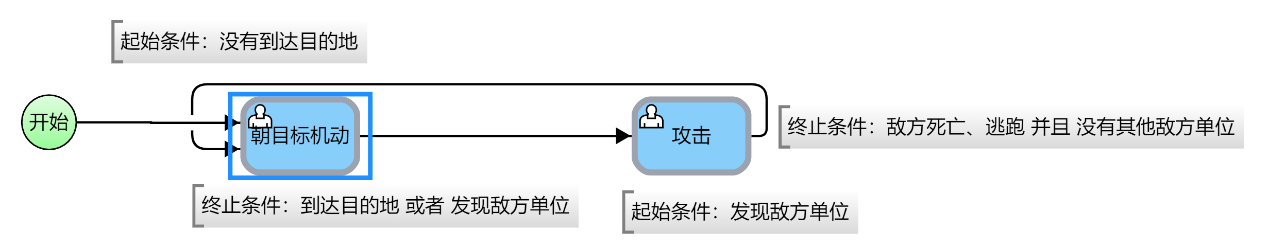 起始条件：没有到达目的地
开始
朝目标机动
攻击
终止条件：敌方死亡、逃跑 并且 没有其他敌方单位
终止条件：到达目的地 或者 发现敌方单位
起始条件：发现敌方单位